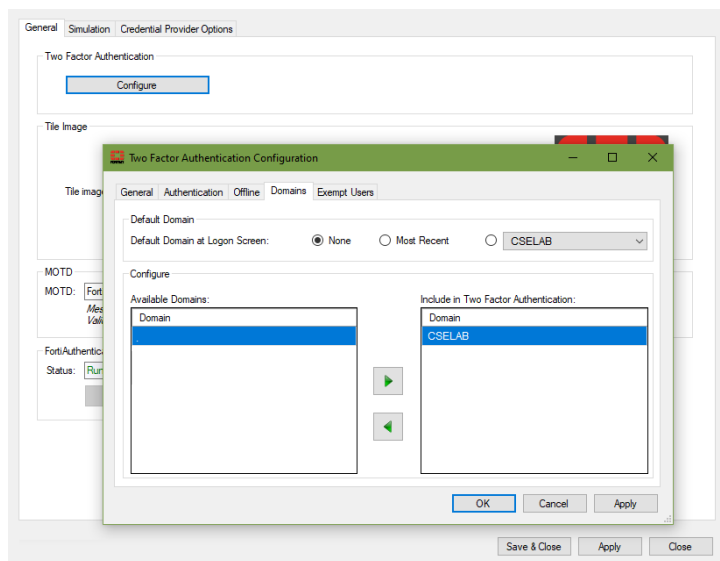 General Simulation Credential Provider Options
Two Factor Authentication
Configure
Tile Image
Two Factor Authentication Configuration
Tile imag
General Authentication Offline Domains Exempt Users
Default Domain
Default Domain at Logon Screen: None Most Recent CSELAB
MOTD
MOTD: Fort
Mes
Vali
Configure
Available Domains: Include in Two Factor Authentication:
Domain Domain
. CSELAB
FortiAuthentica
Status: Run
OK Cancel Apply
Save & Close Apply Close